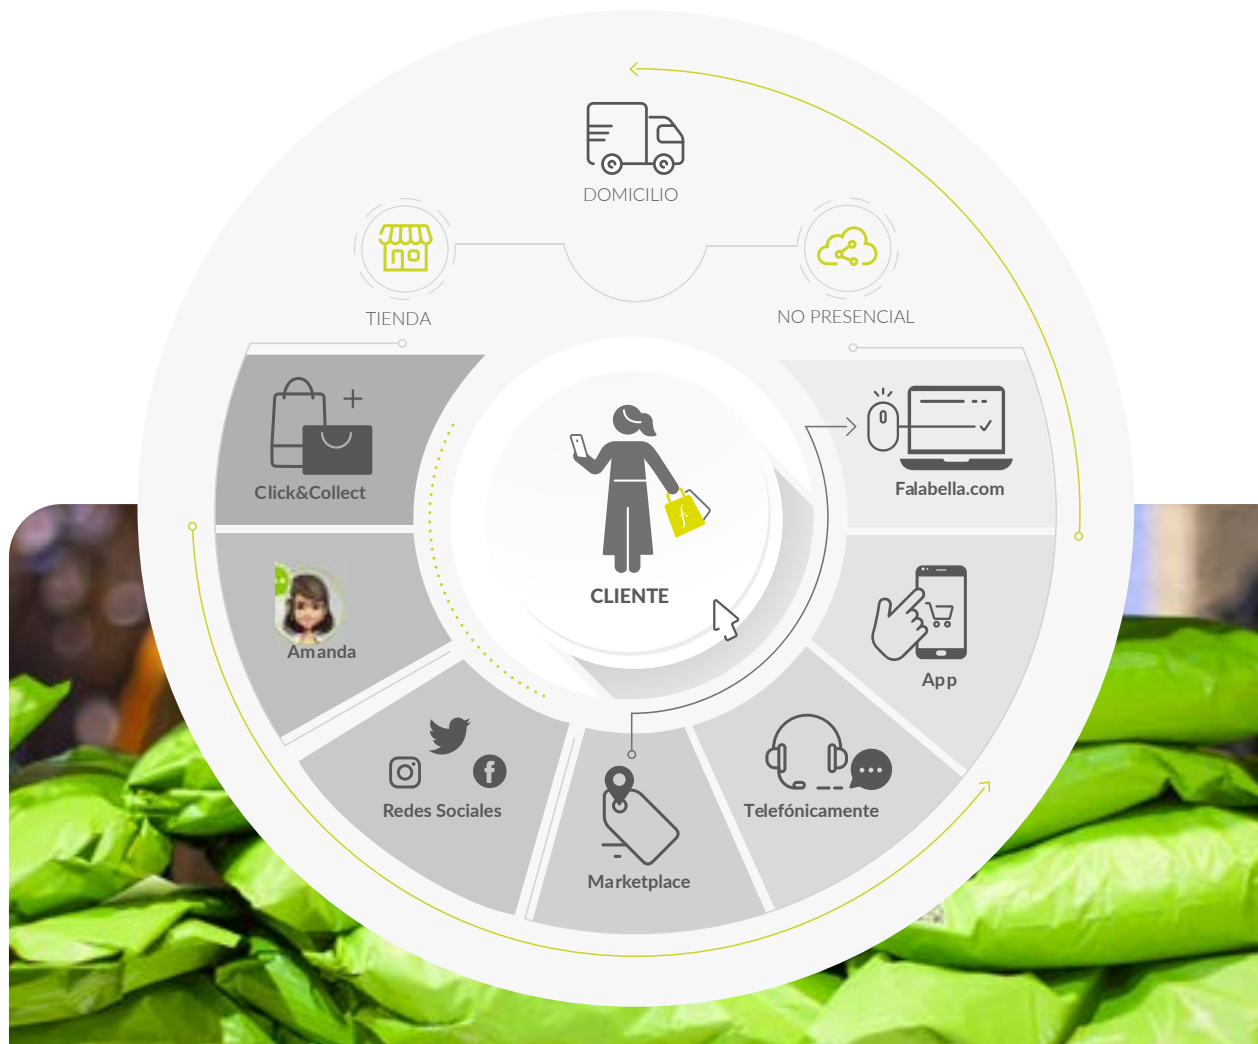 DOMICILIO
TIENDA
NO PRESENCIAL
Click&Collect
Falabella.com
CLIENTE
Amanda
App
Redes Sociales
Telefónicamente
Marketplace